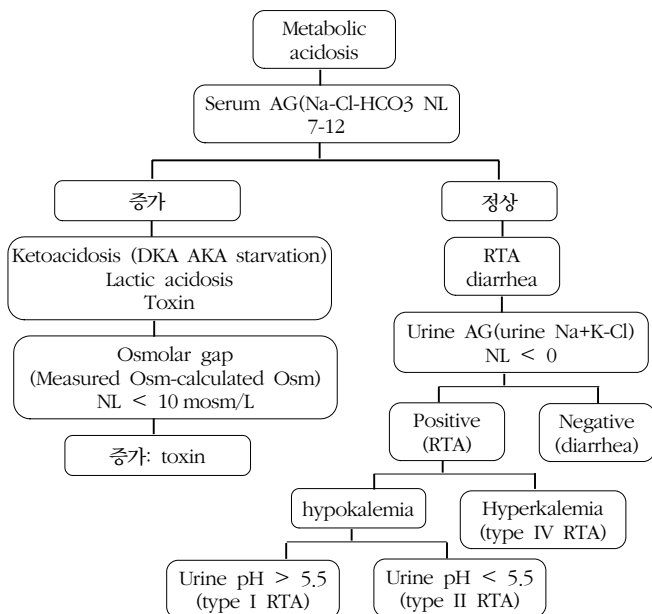 Metabolic
acidosis
Serum AG(Na-Cl-HCO3 NL
7-12
증가
정상
Ketoacidosis (DKA AKA starvation)
Lactic acidosis
Toxin
RTA
diarrhea
Osmolar gap
(Measured Osm-calculated Osm)
NL < 10 mosm/L
Urine AG(urine Na+K-Cl)
NL < 0
증가: toxin
Positive
(RTA)
Negative
(diarrhea)
hypokalemia
Hyperkalemia
(type IV RTA)
Urine pH > 5.5
(type I RTA)
Urine pH < 5.5
(type II RTA)